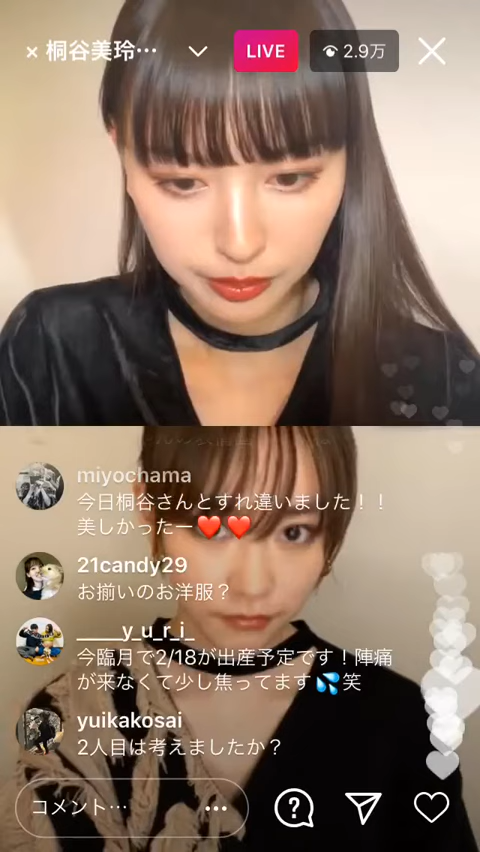 × 桐谷美玲…
LIVE
2.9万
miyochama
今日桐谷さんとすれ違いました！！
美しかったー❤️❤️
21candy29
お揃いのお洋服？
_____y_u_r_i_
今臨月で2/18が出産予定です！陣痛
が来なくて少し焦ってます💦笑
yuikakosai
2人目は考えましたか？
コメント…